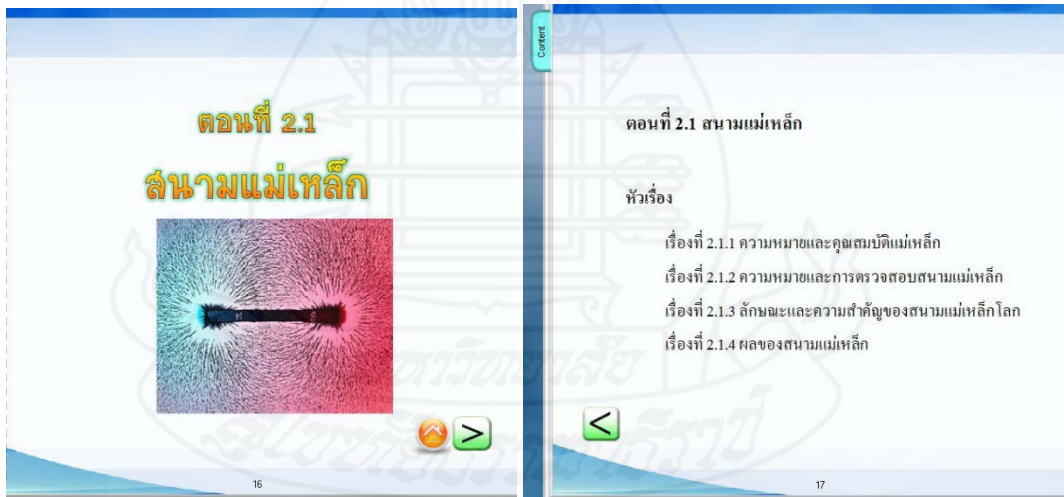 ตอนที่ 2.1
สนามแม่เหล็ก
>
16
Content
ตอนที่ 2.1 สนามแม่เหล็ก
หัวเรื่อง
เรื่องที่ 2.1.1 ความหมายและคุณสมบัติแม่เหล็ก
เรื่องที่ 2.1.2 ความหมายและการตรวจสอบสนามแม่เหล็ก
เรื่องที่ 2.1.3 ลักษณะและความสำคัญของสนามแม่เหล็กโลก
เรื่องที่ 2.1.4 ผลของสนามแม่เหล็ก
<
17